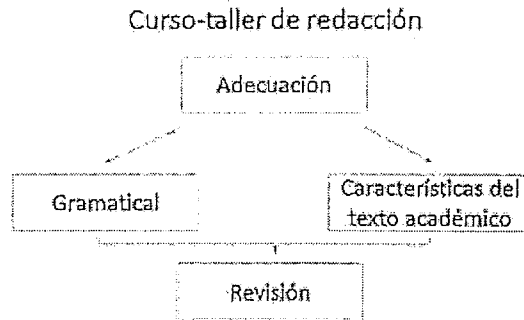 Curso-taller de redacción
Adecuación
Gramatical
Características del
texto académico
Revisión